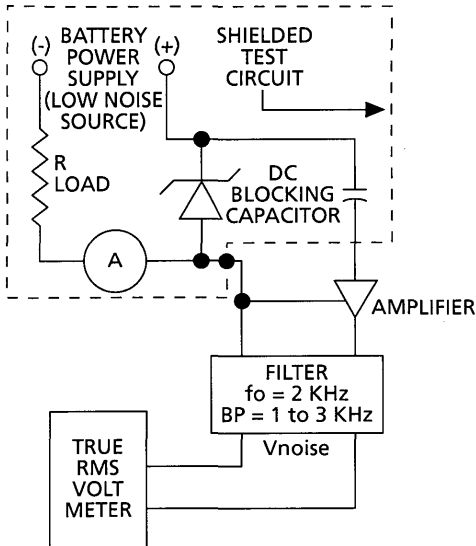 (-)
BATTERY
POWER
SUPPLY
(LOW NOISE
SOURCE)
(+)
SHIELDED
TEST
CIRCUIT
R
LOAD
DC
BLOCKING
CAPACITOR
A
AMPLIFIER
FILTER
fo = 2 KHz
BP = 1 to 3 KHz
Vnoise
TRUE
RMS
VOLT
METER